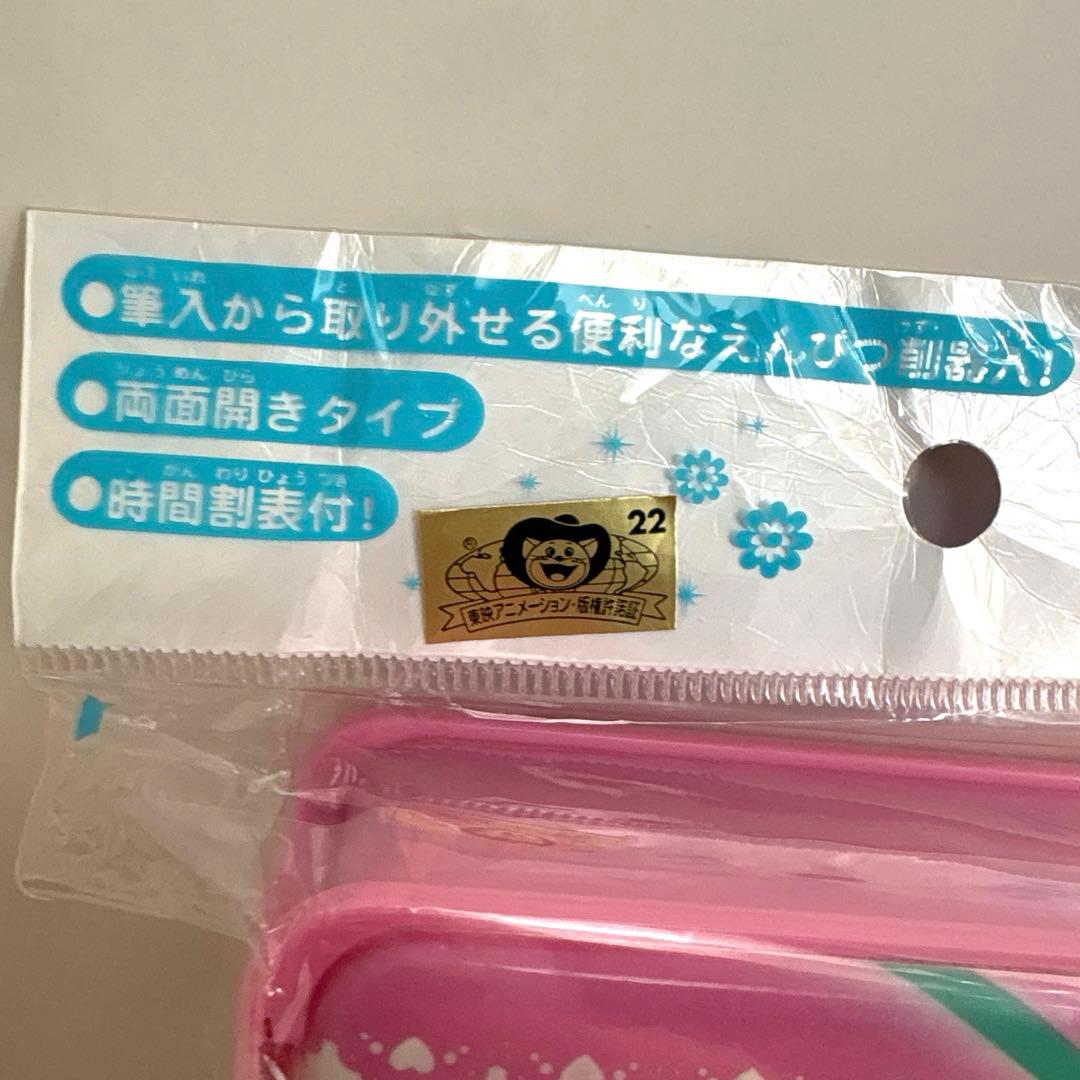 ●筆入から取り外せる便利なえんぴつ削器入!
●両面開きタイプ
●時間割表付!
22
®
東映アニメーション・版権許諾証